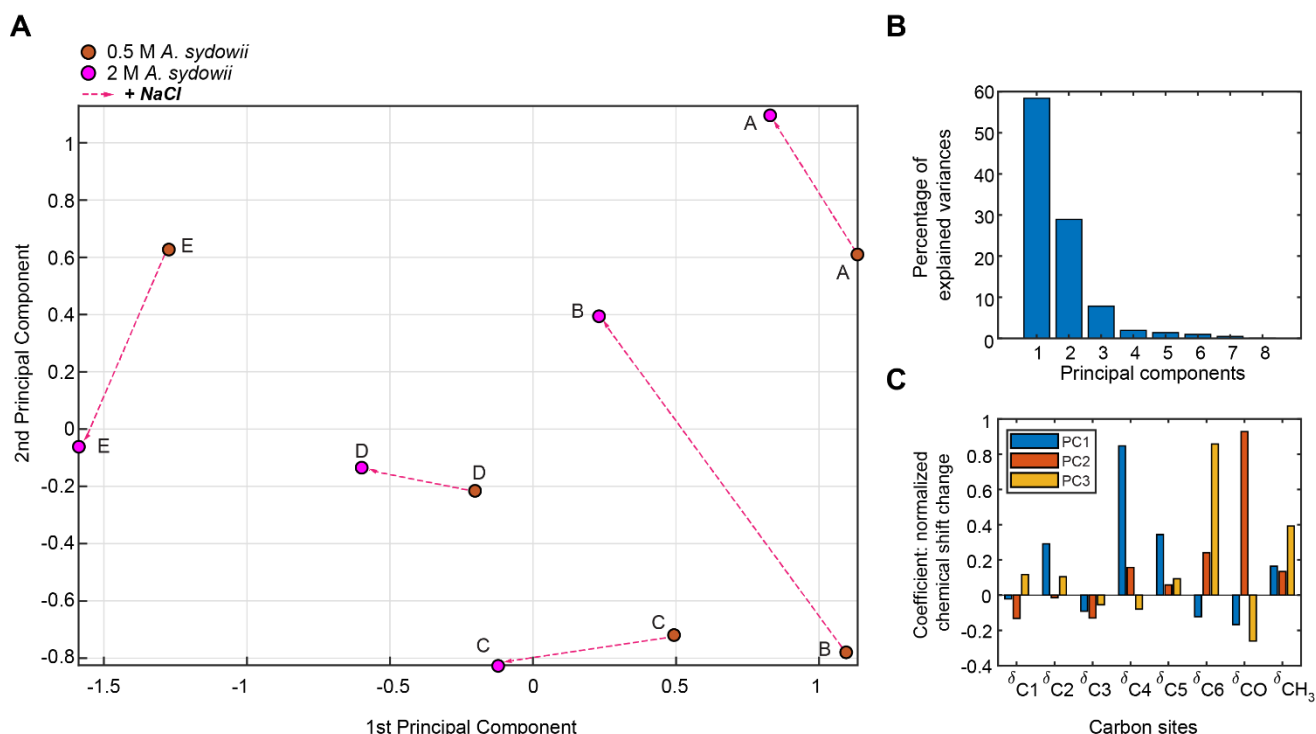 A
0.5 M A. sydowii
2 M A. sydowii
+ NaCl
2nd Principal Component
1
0.8
0.6
0.4
0.2
0
-0.2
-0.4
-0.6
-0.8
A
A
E
B
E
D
D
C
C
B
-1.5 -1 -0.5 0 0.5 1
1st Principal Component
B
Percentage of
explained variances
60
50
40
30
20
10
0
1 2 3 4 5 6 7 8
Principal components
C
Coefficient: normalized
chemical shift change
1
0.8
0.6
0.4
0.2
0
-0.2
-0.4
PC1
PC2
PC3
δC1 δC2 δC3 δC4 δC5 δC6 δCO δCH3
Carbon sites